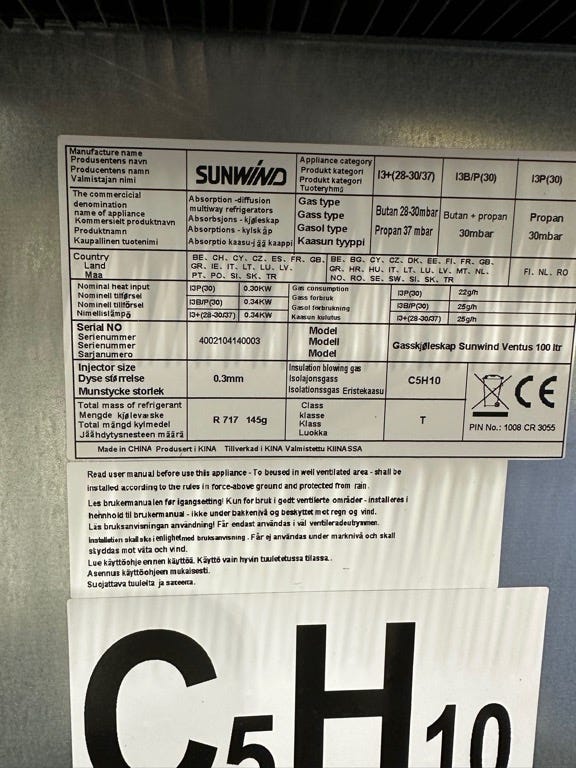 Manufacture name
Produsentens navn
Producentens namn
Valmistajan nimi
SUNWIND
Appliance category
Produkt kategori
Produkt kategori
Tuoteryhmä
I3+(28-30/37)
I3B/P(30)
I3P(30)
The commercicial
denomination
name of appliance
Kommersielt produktnavn
Produktnamn
Kaupallinen tuotenimi
Absorption -diffusion
multiway refrigerators
Absorbsjons - kjøleskap
Absorptions - kylskåp
Absorptio kaasu-jää kaappi
Gas type
Gass type
Gasol type
Kaasun tyyppi
Butan 28-30mbar
Propan 37 mbar
Butan + propan
30mbar
Propan
30mbar
Country
Land
Maa
BE. CH. CY. CZ. ES. FR. GB.
GR. IE. IT. LT. LU. LV.
PT. PO. SI. SK. TR
BE. BG. CY. CZ. DK. EE. FI. FR. GB.
GR. HR. HU. IT. LT. LU. LV. MT. NL.
NO. RO. SE. SW. SI. SK. TR
FI. NL. RO
Nominal heat input
Nominell tilførsel
Nominell tillförsel
Nimellislämpö
I3P(30) 0.30KW
I3B/P(30) 0.34KW
I3+(28-30/37) 0.34KW
Gas consumption
Gass forbruk
Gasol forbrukning
Kaasun kulutus
I3P(30) 22g/h
I3B/P(30) 25g/h
I3+(28-30/37) 25g/h
Serial NO
Serienummer
Serienummer
Sarjanumero
4002104140003
Model
Modell
Modell
Model
Gasskjøleskap Sunwind Ventus 100 ltr
Injector size
Dyse størrelse
Munstycke storlek
0.3mm
Insulation blowing gas
Isolajonsgass
Isolationssgas Eristekaasu
C5H10
CE
PIN No.: 1008 CR 3055
Total mass of refrigerant
Mengde kjølevæske
Total mängd kylmedel
Jäähdytysnesteen määrä
R 717 145g
Class
klasse
Klass
Luokka
T
Made in CHINA Produsert i KINA Tillverkad i KINA Valmistettu KIINASSA
Read user manual before use this appliance - To beused in well ventilated area - shall be
installed according to the rules in force-above ground and protected from rain.
Les brukermanualen før igangsetting! Kun for bruk i godt ventilerte områder - installeres i
hennhold til brukermanual - ikke under bakkenivå og beskyttet mot regn og vind.
Läs bruksanvisningen användning! Får endast användas i väl ventileradeutrymmen.
Installation skall ske i enlighet med bruksanvisning . Får ej användas under marknivå och skall
skyddas mot väta och vind.
Lue käyttöohje ennen käyttöä. Käyttö vain hyvin tuuletetussa tilassa.
Asennus käyttöohjeen mukaisesti.
Suojattava tuulelta ja sateelta.
C5H10